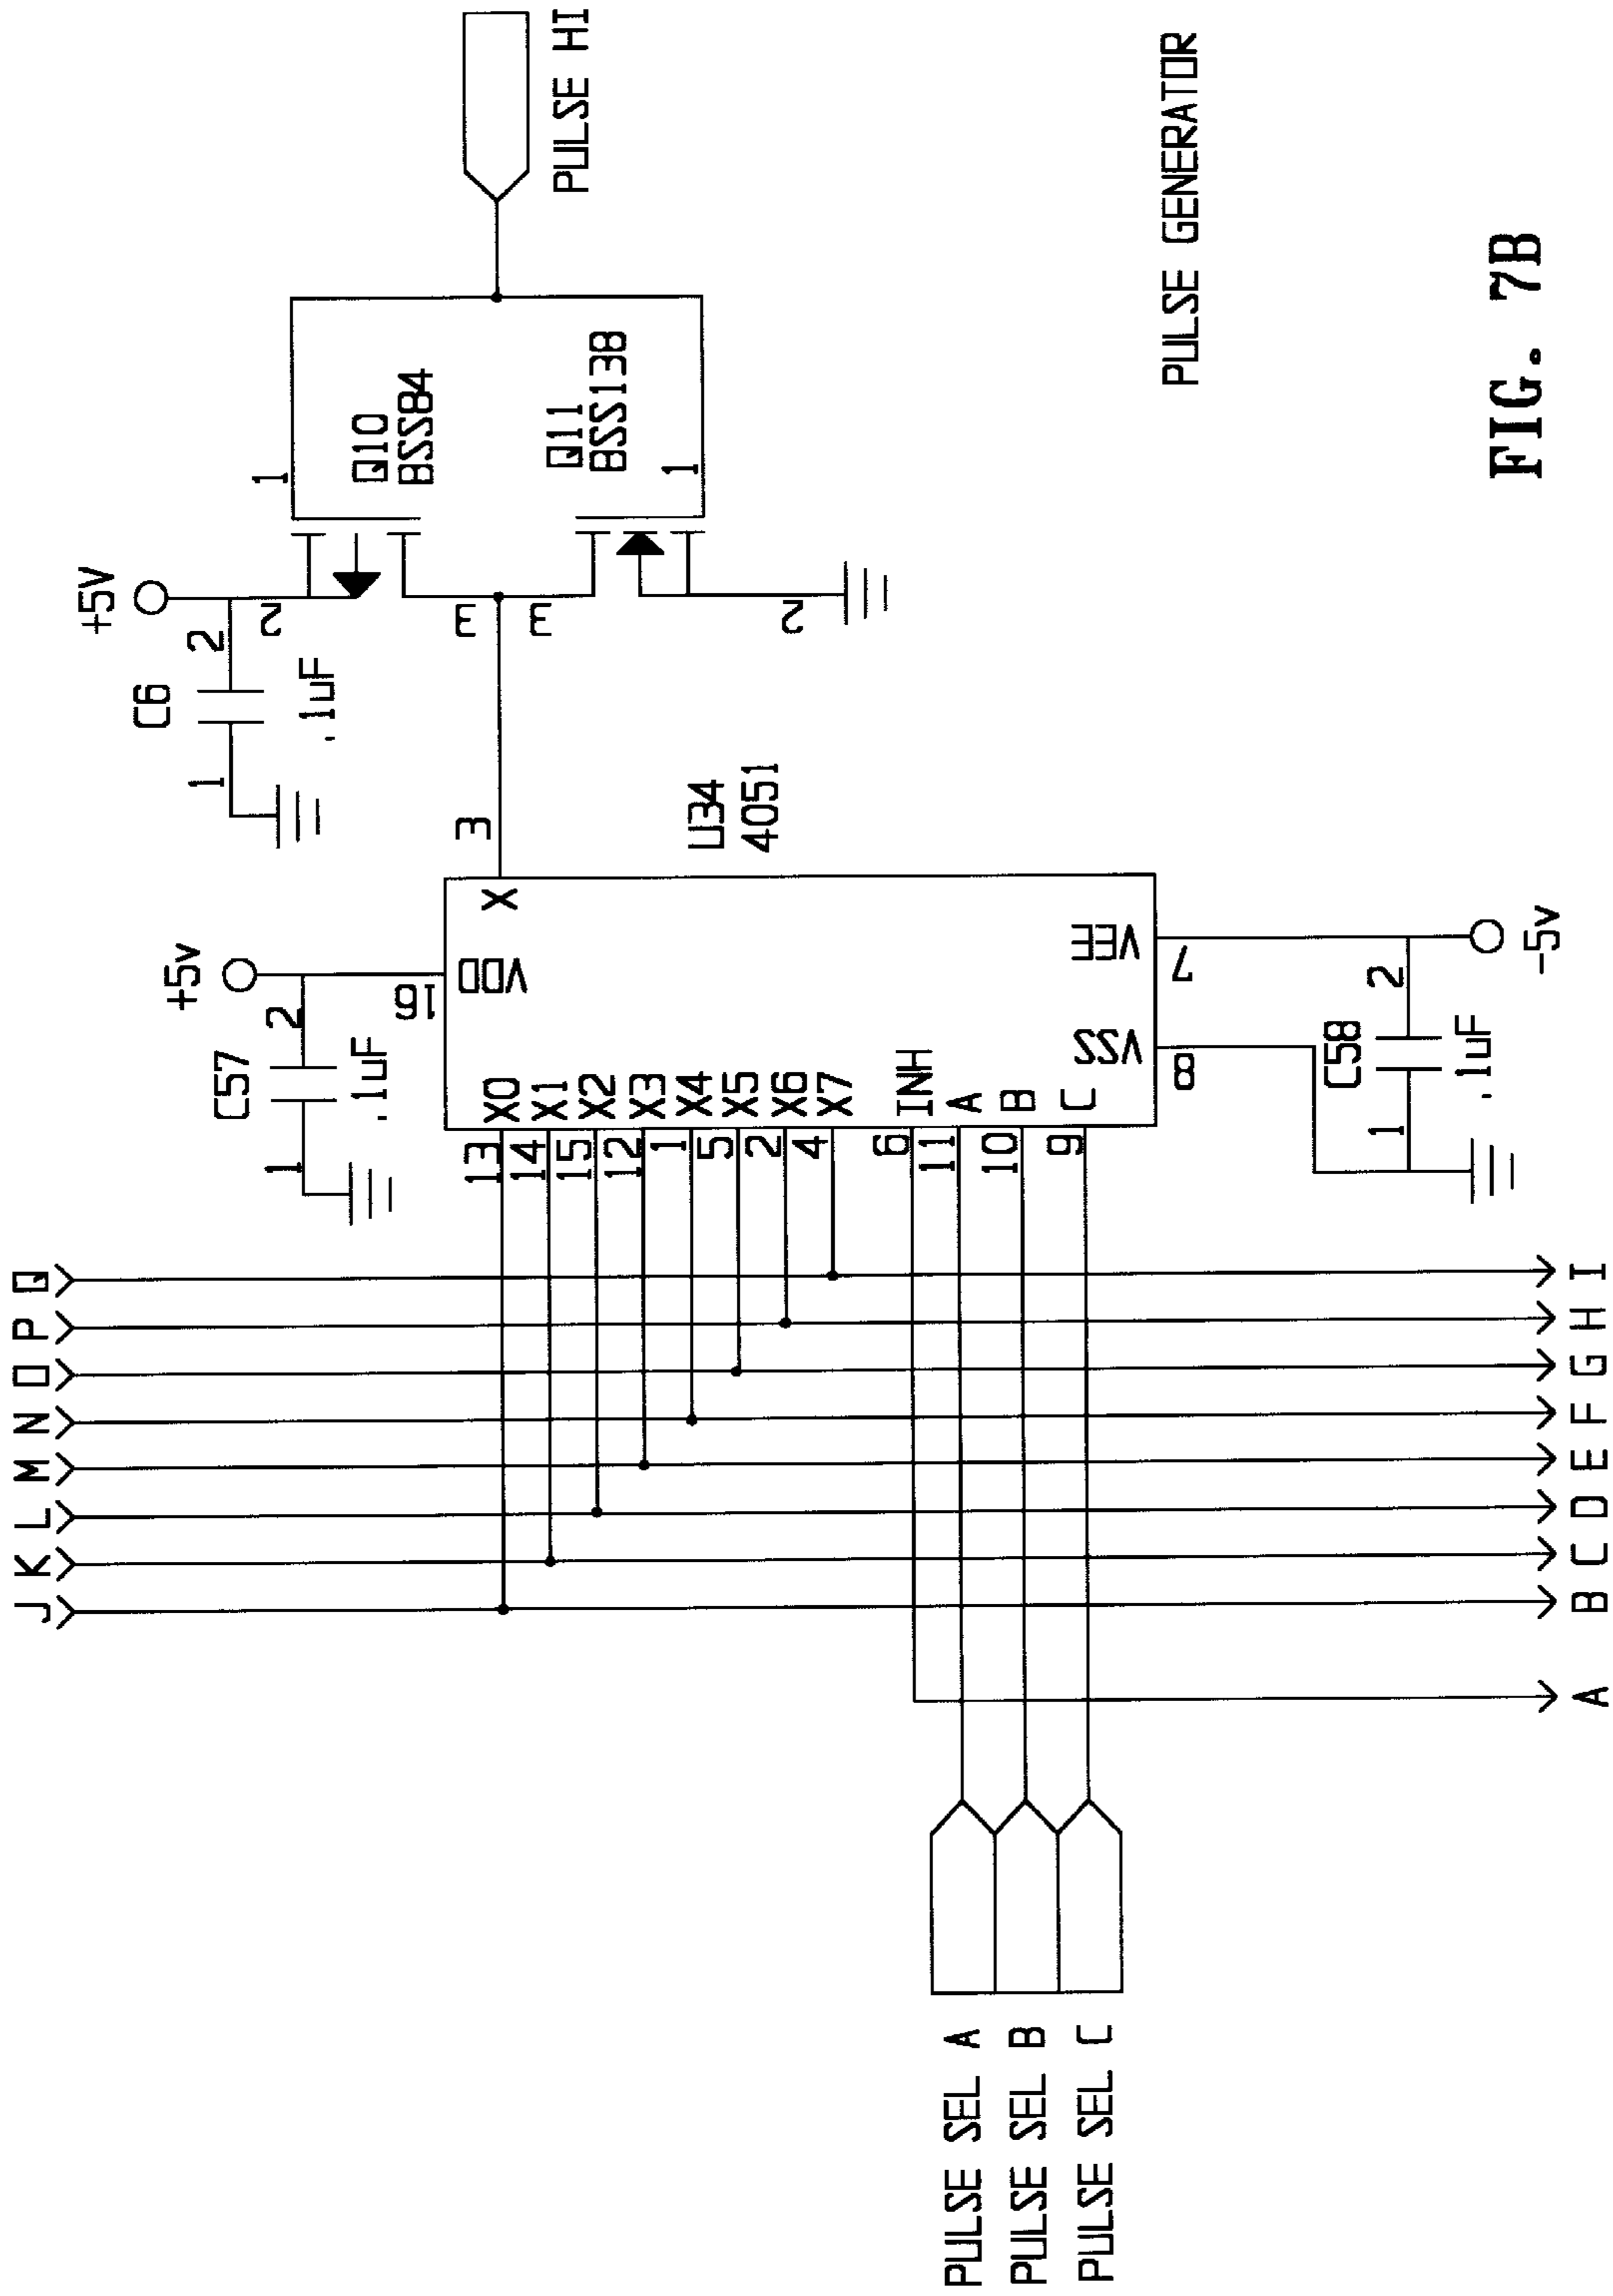 J K L M N O P Q
+5V
C6
1
2
.1uF
2
1
Q10
BSS84
PULSE HI
3
3
Q11
BSS138
1
2
+5v
C57
1
2
.1uF
16
VDD
X
3
U34
4051
13 X0
14 X1
15 X2
12 X3
1 X4
5 X5
2 X6
4 X7
6 INH
11 A
10 B
9 C
VSS
8
VEE
7
C58
1
2
.1uF
-5v
PULSE SEL A
PULSE SEL B
PULSE SEL C
A B C D E F G H I
PULSE GENERATOR
FIG. 7B